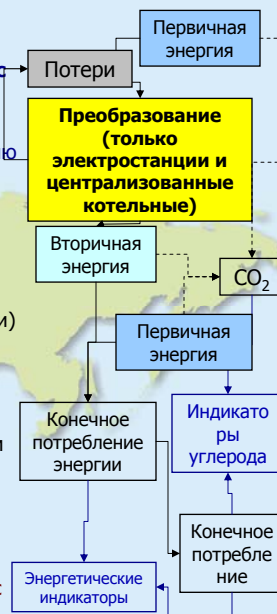 Первичная
энергия
с
Потери
ю
Преобразование
(только
электростанции и
централизованные
котельные)
Вторичная
энергия
CO2
и)
Первичная
энергия
Индикато
ры
углерода
Конечное
потребление
энергии
и
Конечное
потребле
ние
Энергетические
индикаторы
с